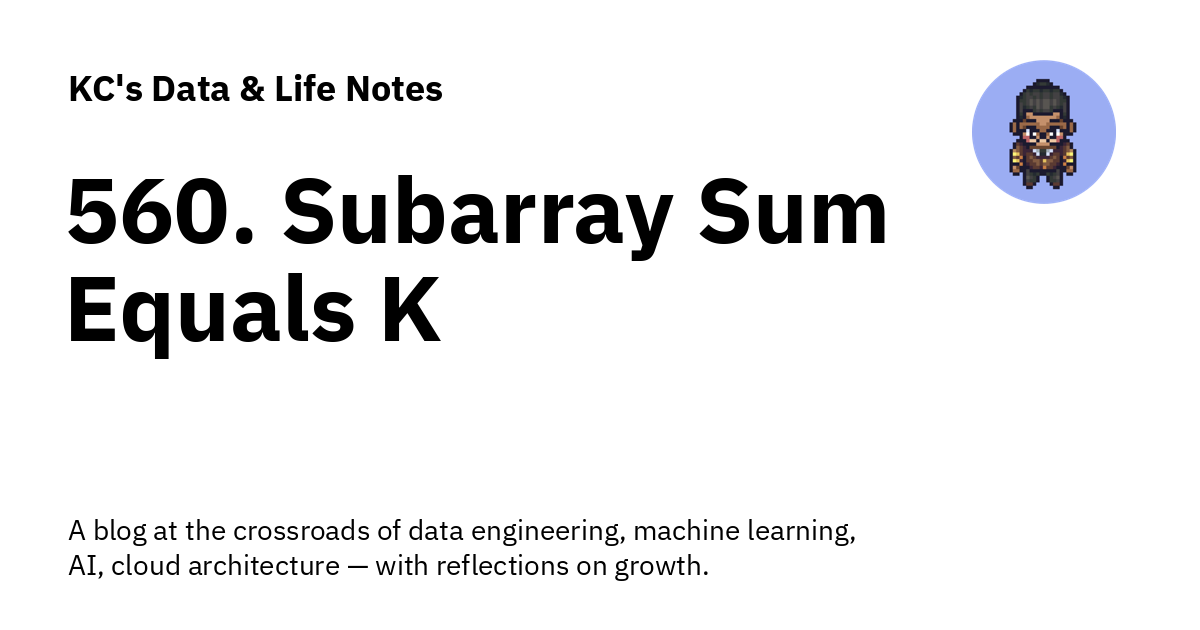 KC's Data & Life Notes
560. Subarray Sum
Equals K
A blog at the crossroads of data engineering, machine learning,
AI, cloud architecture — with reflections on growth.